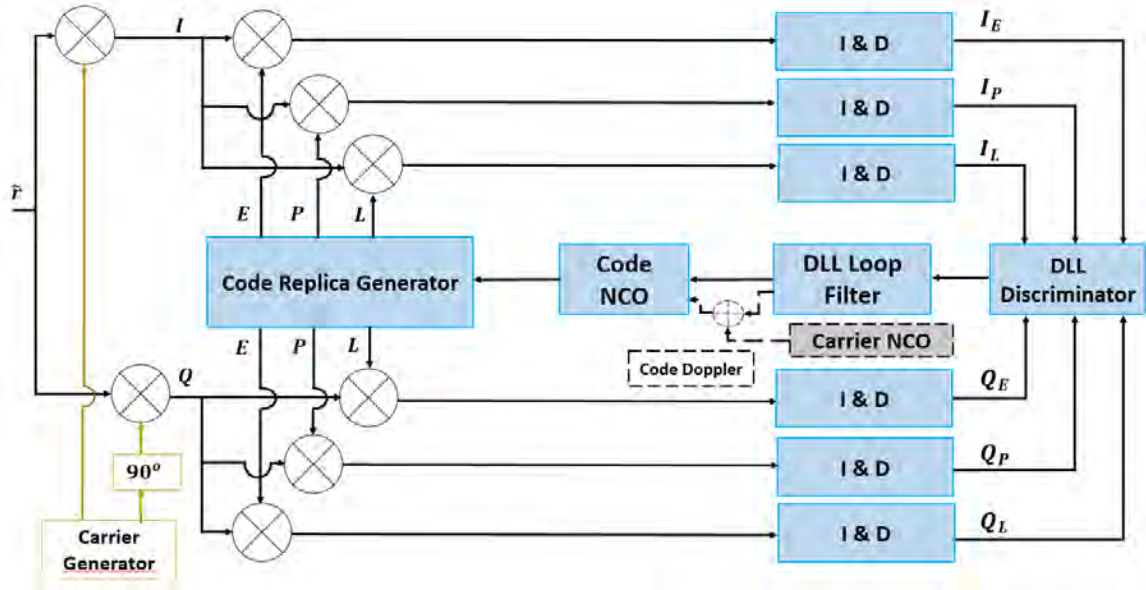 I
I & D
I_E
I & D
I_P
I & D
I_L
r̂
E P L
Code Replica Generator
Code
NCO
DLL Loop
Filter
DLL
Discriminator
Carrier NCO
Code Doppler
E P L
Q
I & D
Q_E
90°
I & D
Q_P
Carrier
Generator
I & D
Q_L